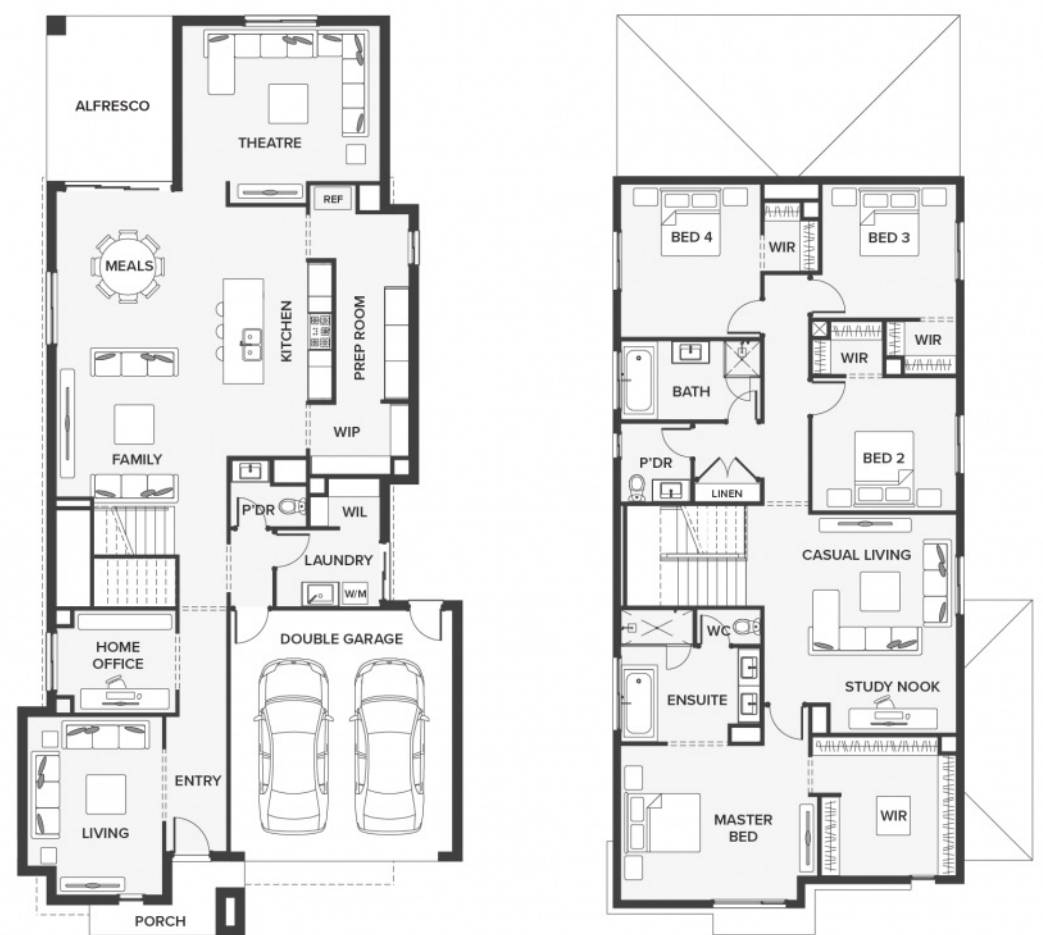 ALFRESCO
THEATRE
REF
MEALS
KITCHEN
PREP ROOM
WIP
FAMILY
P'DR
WIL
LAUNDRY
W/M
HOME
OFFICE
DOUBLE GARAGE
ENTRY
LIVING
PORCH
BED 4
WIR
BED 3
WIR
WIR
BATH
P'DR
LINEN
BED 2
CASUAL LIVING
WC
ENSUITE
STUDY NOOK
MASTER
BED
WIR